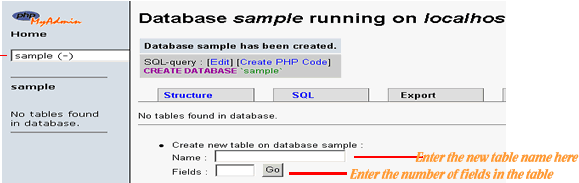 php
MyAdmin
Home
sample (-)
sample
No tables found
in database.
Database sample running on localhos
Database sample has been created.
SQL-query : [Edit] [Create PHP Code]
CREATE DATABASE `sample`
Structure
SQL
Export
No tables found in database.
• Create new table on database sample :
Name :
Enter the new table name here
Fields :
Go
Enter the number of fields in the table